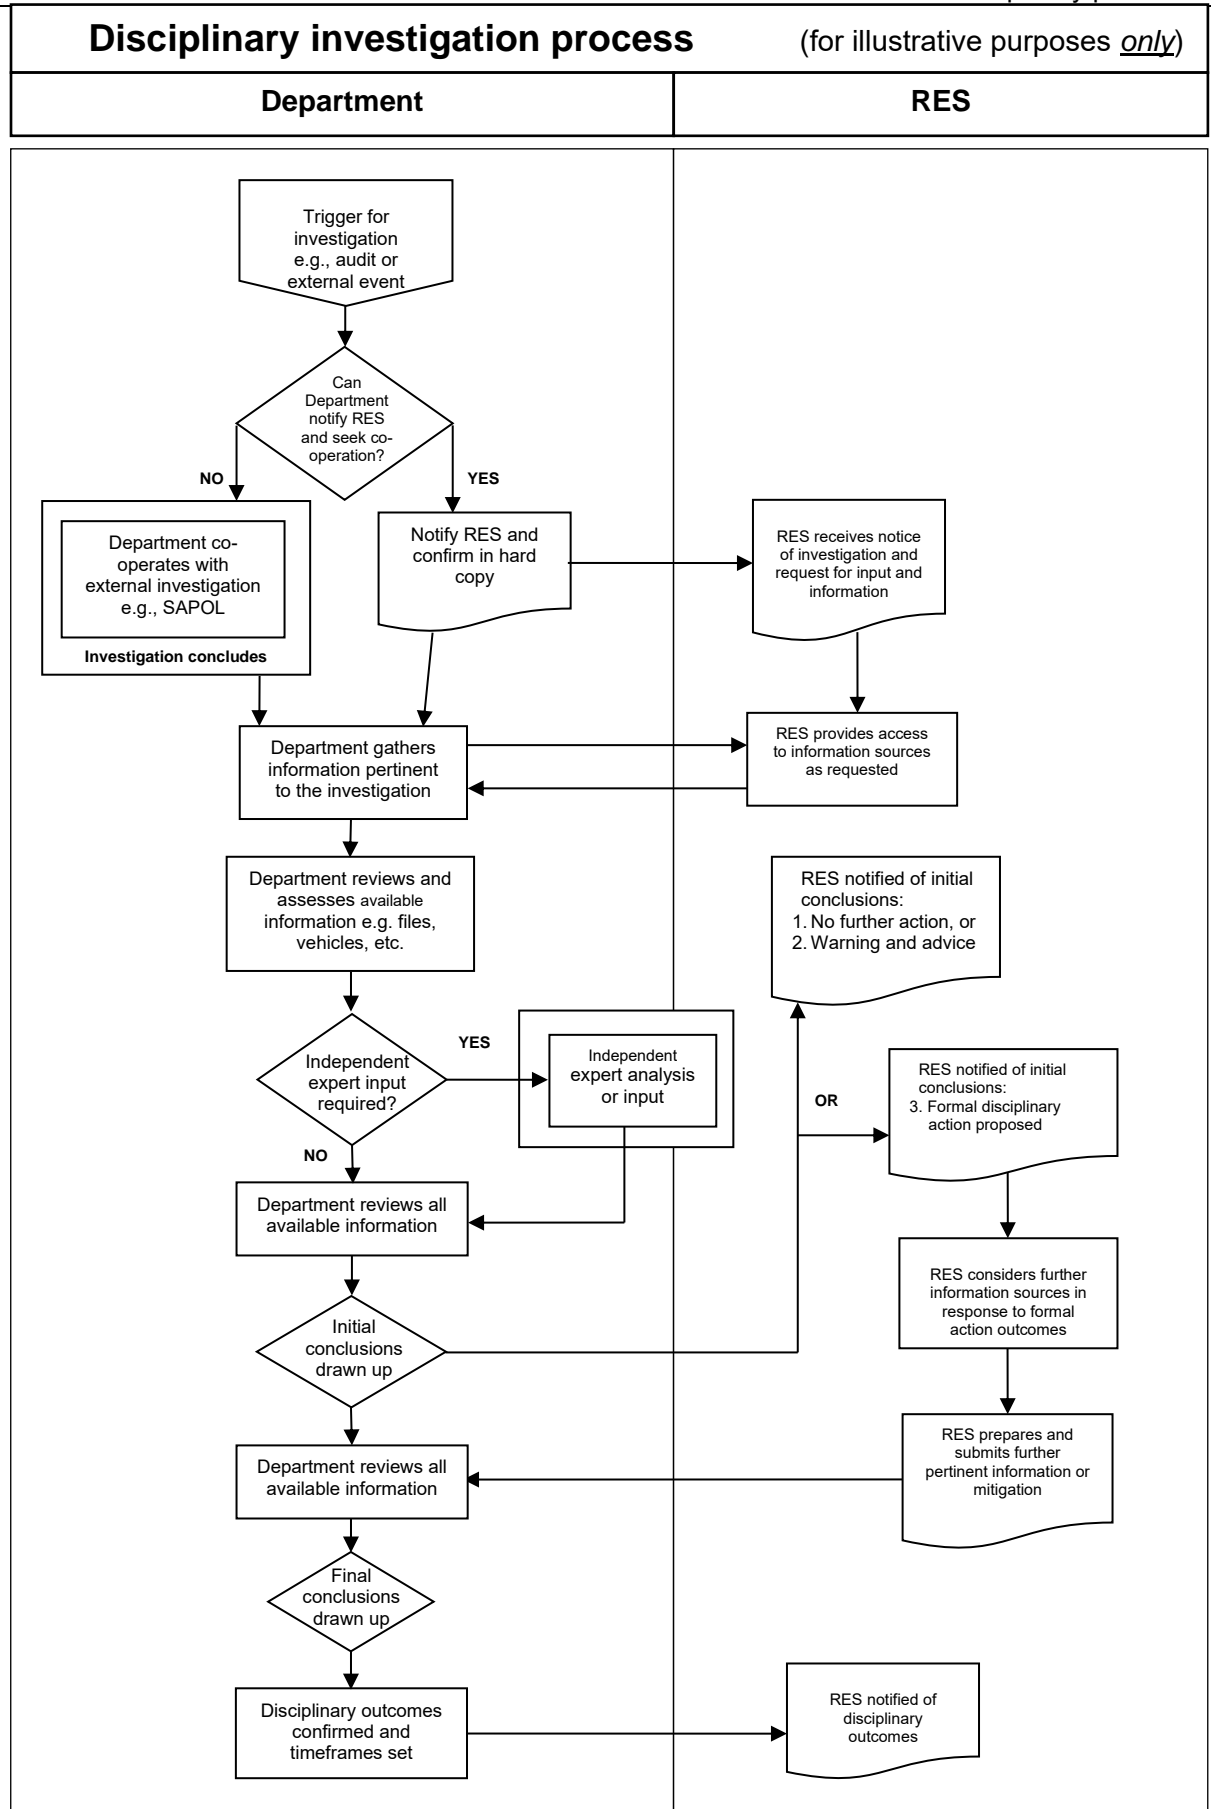 Disciplinary investigation process (for illustrative purposes only)
Department
RES
Trigger for
investigation
e.g., audit or
external event
Can
Department
notify RES
and seek co-
operation?
NO
YES
Department co-
operates with
external investigation
e.g., SAPOL
Investigation concludes
Notify RES and
confirm in hard
copy
RES receives notice
of investigation and
request for input and
information
Department gathers
information pertinent
to the investigation
RES provides access
to information sources
as requested
Department reviews and
assesses available
information e.g. files,
vehicles, etc.
RES notified of initial
conclusions:
1. No further action, or
2. Warning and advice
Independent
expert input
required?
YES
Independent
expert analysis
or input
OR
RES notified of initial
conclusions:
3. Formal disciplinary
action proposed
NO
Department reviews all
available information
RES considers further
information sources in
response to formal
action outcomes
Initial
conclusions
drawn up
RES prepares and
submits further
pertinent information or
mitigation
Department reviews all
available information
Final
conclusions
drawn up
Disciplinary outcomes
confirmed and
timeframes set
RES notified of
disciplinary
outcomes